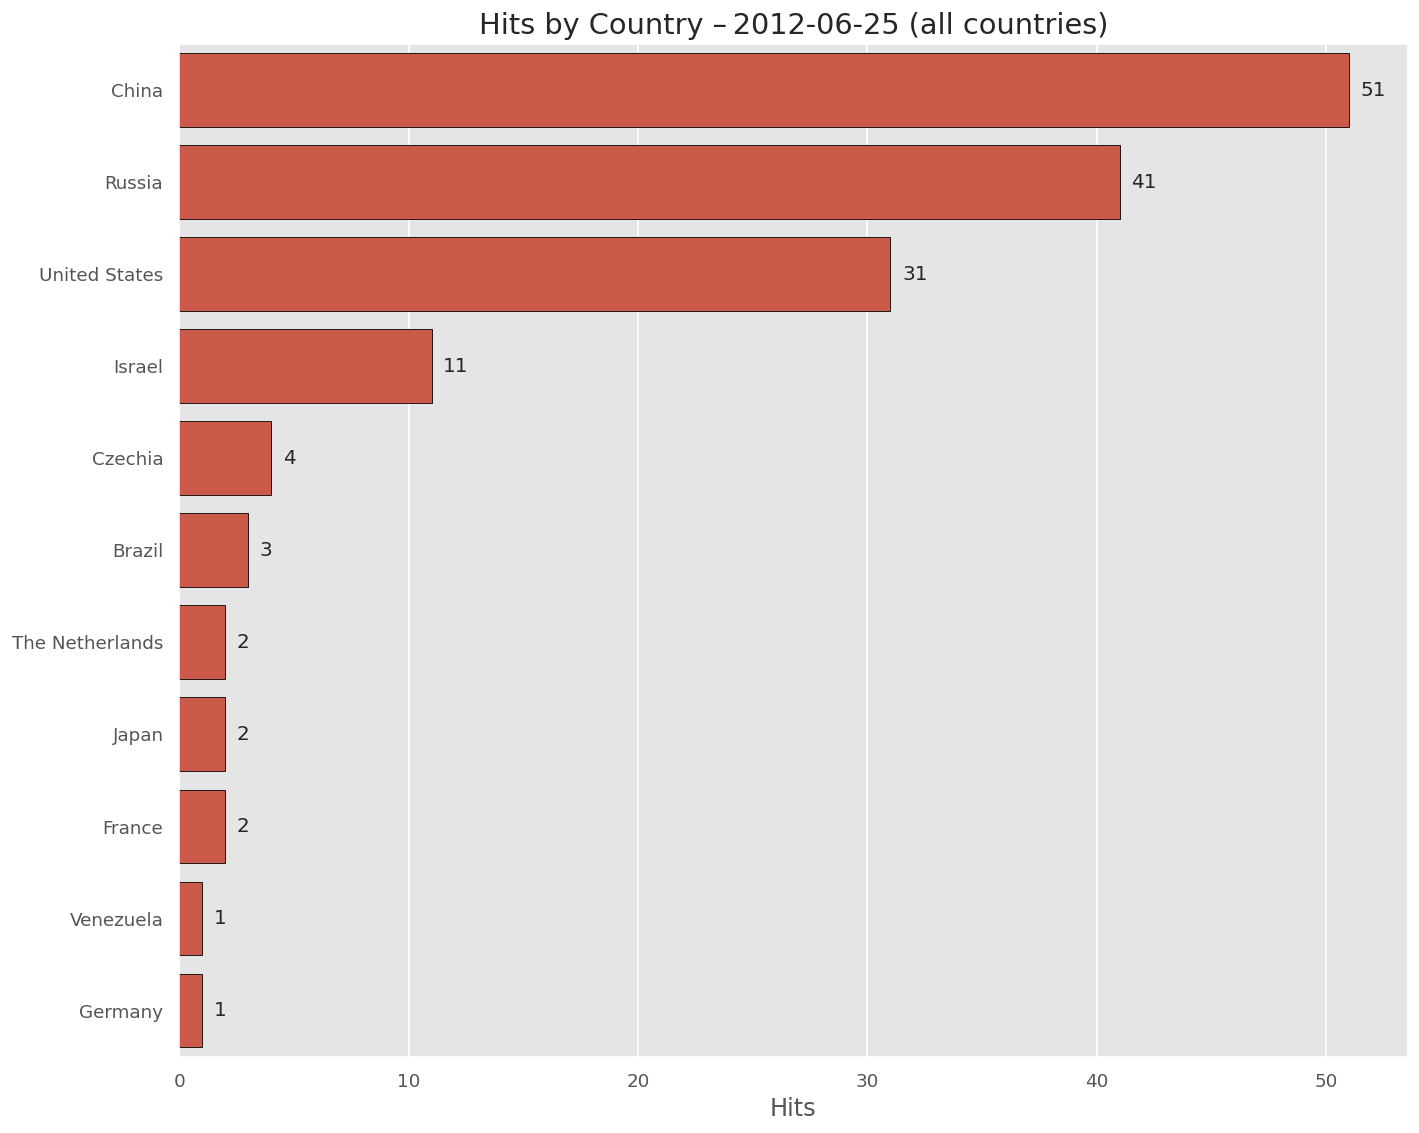 Hits by Country – 2012-06-25 (all countries)
China 51
Russia 41
United States 31
Israel 11
Czechia 4
Brazil 3
The Netherlands 2
Japan 2
France 2
Venezuela 1
Germany 1
0 10 20 30 40 50
Hits